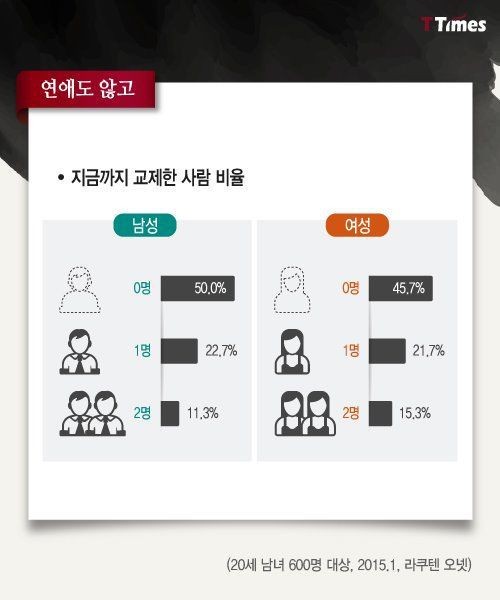 TTimes
연애도 않고
• 지금까지 교제한 사람 비율
남성
0명 50.0%
1명 22.7%
2명 11.3%
여성
0명 45.7%
1명 21.7%
2명 15.3%
(20세 남녀 600명 대상, 2015.1, 라쿠텐 오넷)